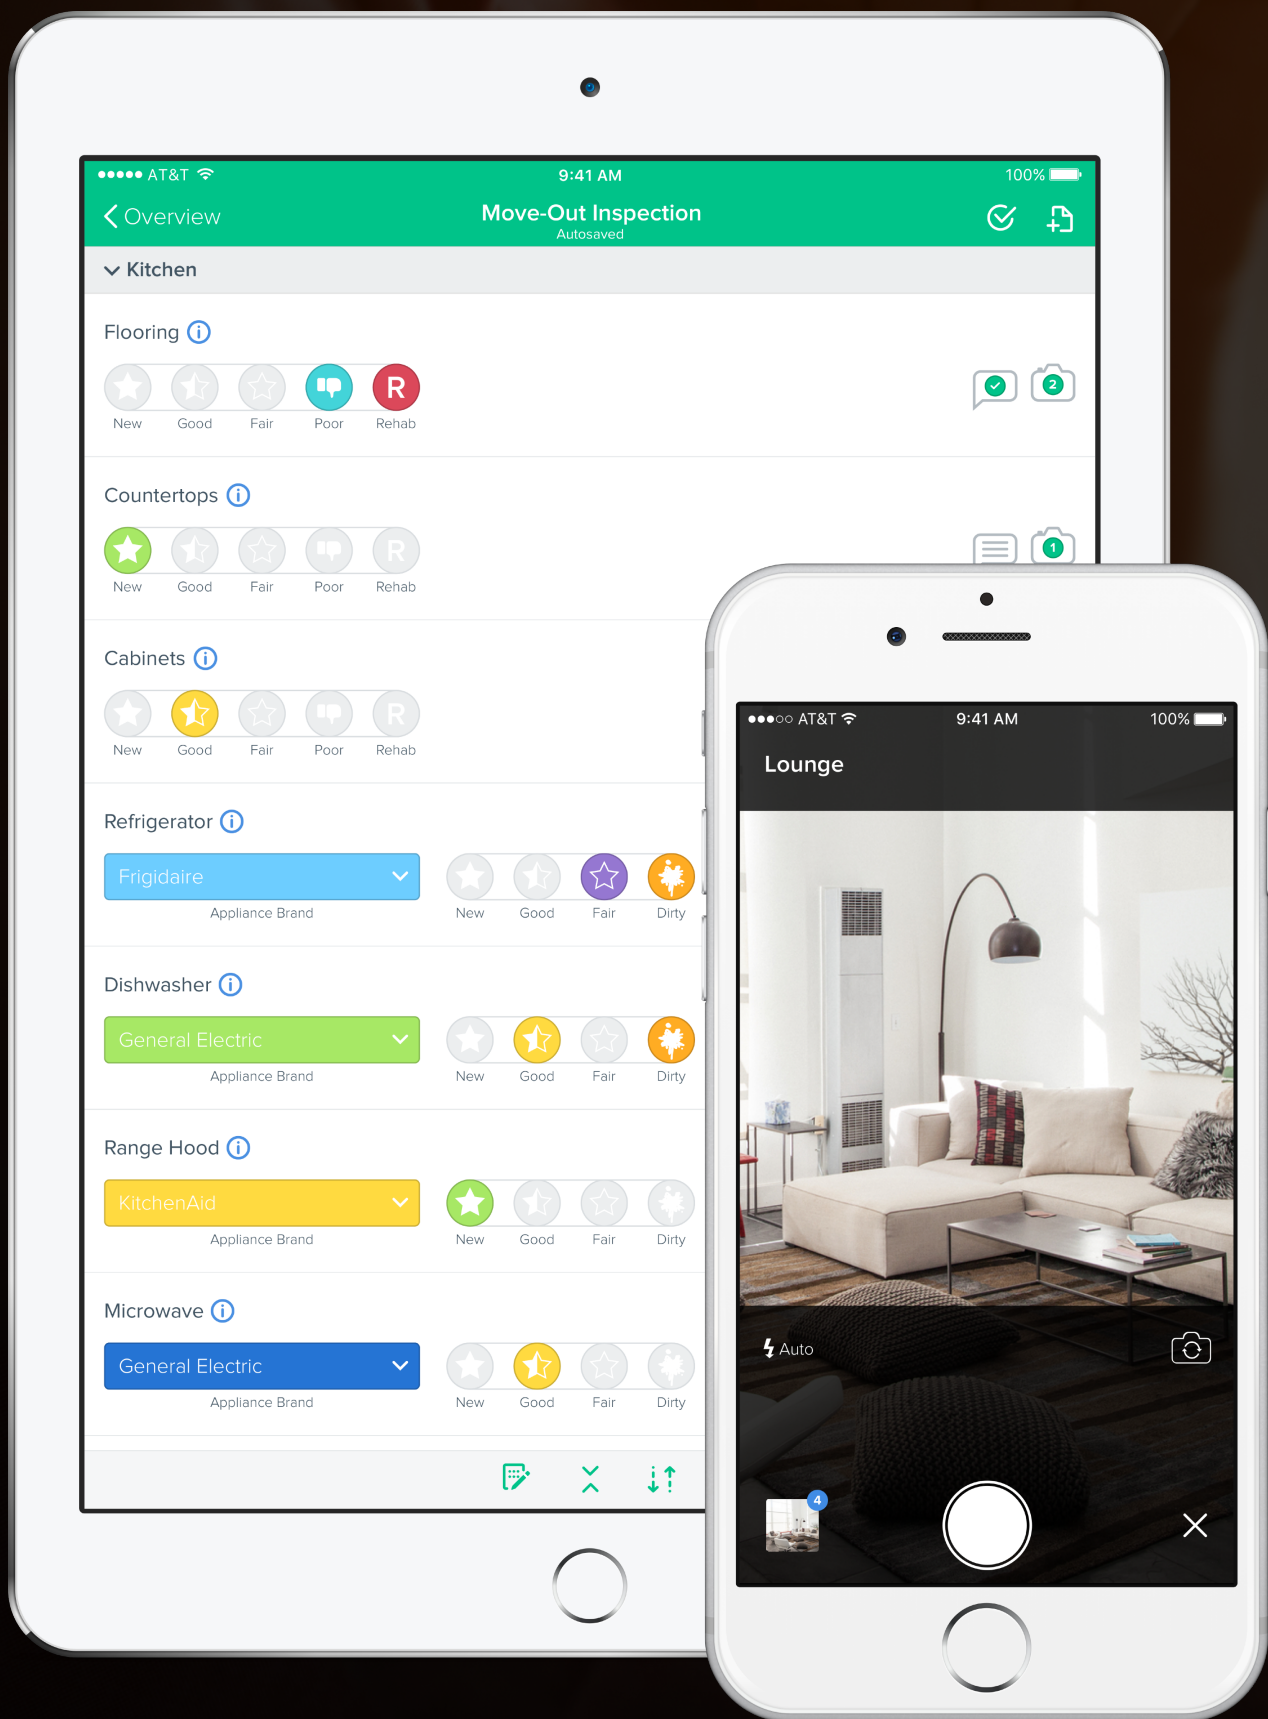 AT&T 9:41 AM 100%
Overview Move-Out Inspection
Autosaved
Kitchen
Flooring i
R
2
New Good Fair Poor Rehab
Countertops i
R
1
New Good Fair Poor Rehab
Cabinets i
R
New Good Fair Poor Rehab
Refrigerator i
Frigidaire
Appliance Brand New Good Fair Dirty
Dishwasher i
General Electric
Appliance Brand New Good Fair Dirty
Range Hood i
KitchenAid
Appliance Brand New Good Fair Dirty
Microwave i
General Electric
Appliance Brand New Good Fair Dirty
AT&T 9:41 AM 100%
Lounge
Auto
4